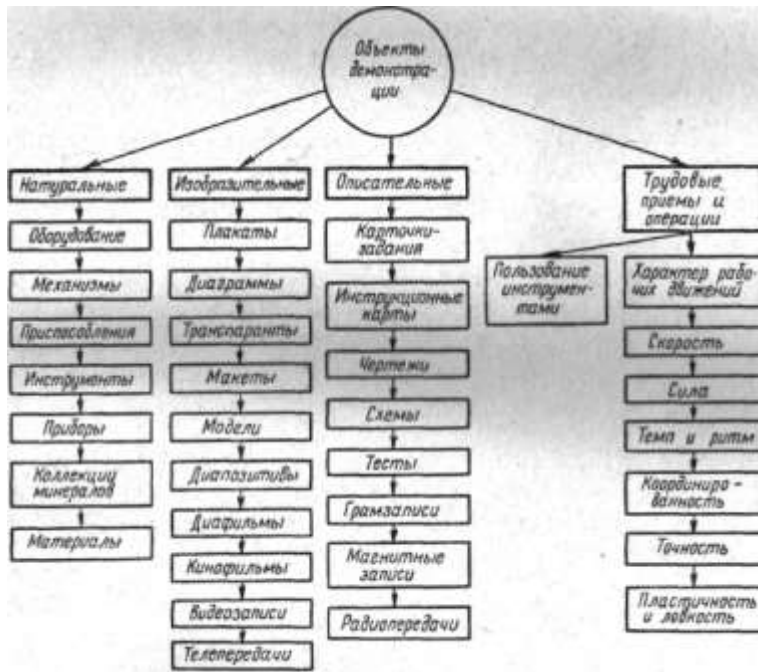 Объекты
демонстра-
ции
Натуральные
Оборудование
Механизмы
Приспособления
Инструменты
Приборы
Коллекции
минералов
Материалы
Изобразительные
Плакаты
Диаграммы
Транспаранты
Макеты
Модели
Диапозитивы
Диафильмы
Кинофильмы
Видеозаписи
Телепередачи
Описательные
Карточки-
задания
Инструкционные
карты
Чертежи
Схемы
Тесты
Грамзаписи
Магнитные
записи
Радиопередачи
Трудовые
приемы и
операции
Пользование
инструмен-
тами
Характер рабо-
чих движений
Скорость
Сила
Темп и ритм
Координиро-
ванность
Точность
Пластичность
и ловкость